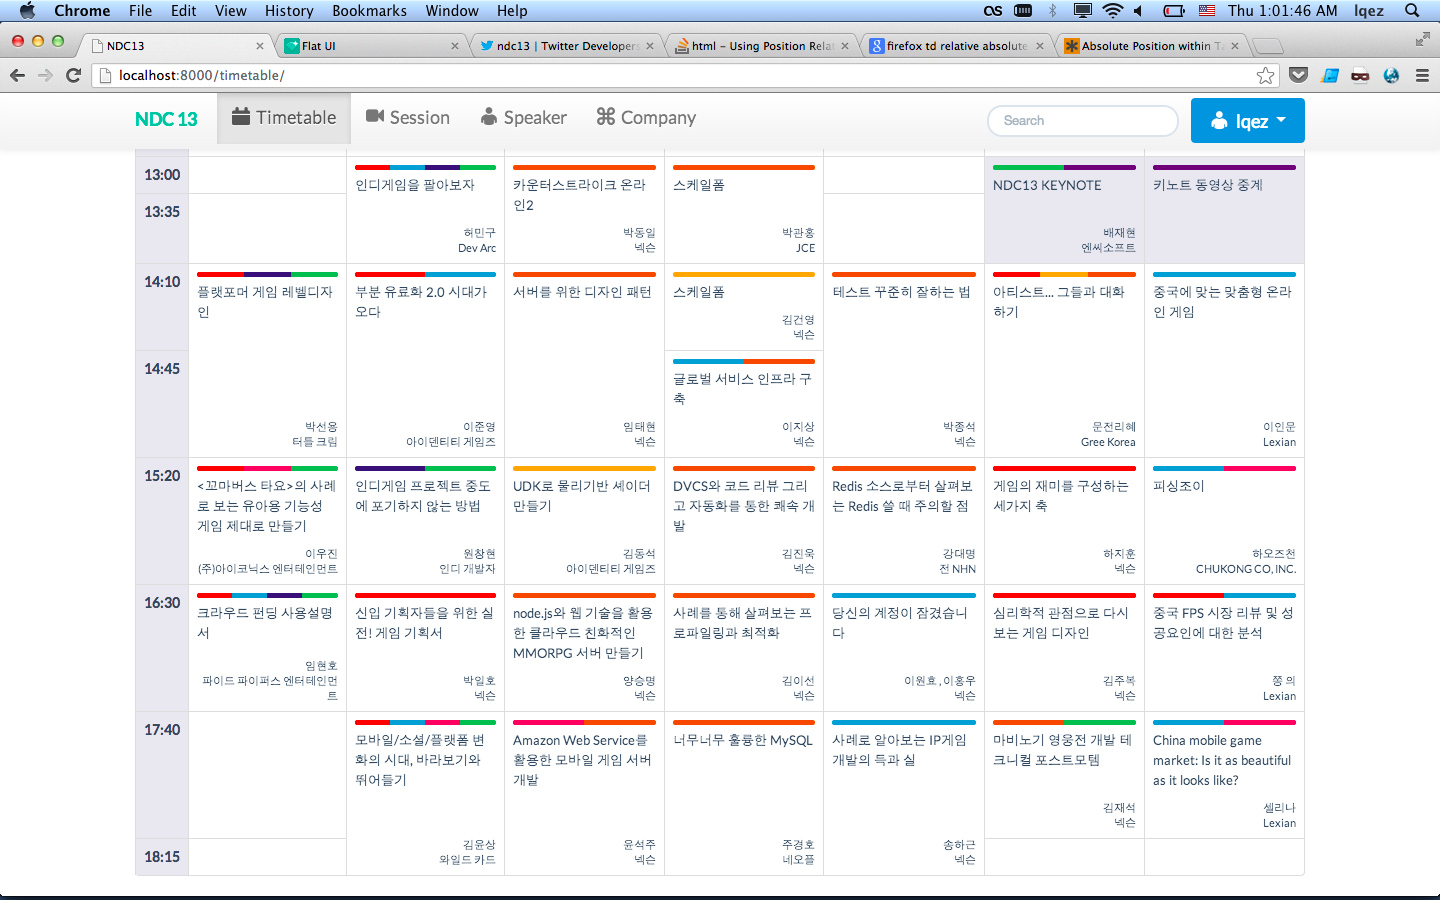 Chrome File Edit View History Bookmarks Window Help Thu 1:01:46 AM lqez
NDC13 Flat UI ndc13 | Twitter Developers html - Using Position Rela firefox td relative absolute Absolute Position within Ta
localhost:8000/timetable/
NDC 13 Timetable Session Speaker Company Search lqez
13:00
인디게임을 팔아보자
허민구
Dev Arc
카운터스트라이크 온라
인2
박동일
넥슨
스케일폼
박관흥
JCE
NDC13 KEYNOTE
배재현
엔씨소프트
키노트 동영상 중계
13:35
14:10
플랫포머 게임 레벨디자
인
박선용
터틀 크림
부분 유료화 2.0 시대가
오다
이준영
아이덴티티 게임즈
서버를 위한 디자인 패턴
임태현
넥슨
스케일폼
김건영
넥슨
테스트 꾸준히 잘하는 법
박종석
넥슨
아티스트... 그들과 대화
하기
문전리혜
Gree Korea
중국에 맞는 맞춤형 온라
인 게임
이인문
Lexian
14:45
글로벌 서비스 인프라 구
축
이지상
넥슨
15:20
<꼬마버스 타요>의 사례
로 보는 유아용 기능성
게임 제대로 만들기
이우진
(주)아이코닉스 엔터테인먼트
인디게임 프로젝트 중도
에 포기하지 않는 방법
원창현
인디 개발자
UDK로 물리기반 셰이더
만들기
김동석
아이덴티티 게임즈
DVCS와 코드 리뷰 그리
고 자동화를 통한 쾌속 개
발
김진욱
넥슨
Redis 소스로부터 살펴보
는 Redis 쓸 때 주의할 점
강대명
전 NHN
게임의 재미를 구성하는
세가지 축
하지훈
넥슨
피싱조이
하오즈천
CHUKONG CO, INC.
16:30
크라우드 펀딩 사용설명
서
임현호
파이드 파이퍼스 엔터테인먼
트
신입 기획자들을 위한 실
전! 게임 기획서
박일호
넥슨
node.js와 웹 기술을 활용
한 클라우드 친화적인
MMORPG 서버 만들기
양승명
넥슨
사례를 통해 살펴보는 프
로파일링과 최적화
김이선
넥슨
당신의 계정이 잠겼습니
다
이원효 , 이홍우
넥슨
심리학적 관점으로 다시
보는 게임 디자인
김주복
넥슨
중국 FPS 시장 리뷰 및 성
공요인에 대한 분석
쭝 의
Lexian
17:40
모바일/소셜/플랫폼 변
화의 시대, 바라보기와
뛰어들기
김윤상
와일드 카드
Amazon Web Service를
활용한 모바일 게임 서버
개발
윤석주
넥슨
너무너무 훌륭한 MySQL
주경호
네오플
사례로 알아보는 IP게임
개발의 득과 실
송하근
넥슨
마비노기 영웅전 개발 테
크니컬 포스트모템
김재석
넥슨
China mobile game
market: Is it as beautiful
as it looks like?
셀리나
Lexian
18:15